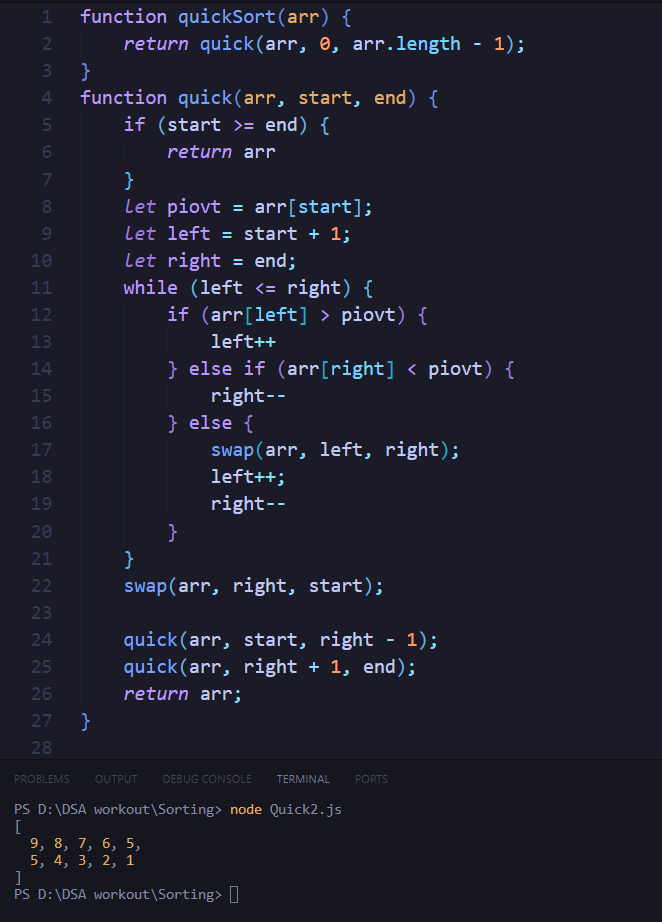 1 function quickSort(arr) {
2 return quick(arr, 0, arr.length - 1);
3 }
4 function quick(arr, start, end) {
5 if (start >= end) {
6 return arr
7 }
8 let piovt = arr[start];
9 let left = start + 1;
10 let right = end;
11 while (left <= right) {
12 if (arr[left] > piovt) {
13 left++
14 } else if (arr[right] < piovt) {
15 right--
16 } else {
17 swap(arr, left, right);
18 left++;
19 right--
20 }
21 }
22 swap(arr, right, start);
23
24 quick(arr, start, right - 1);
25 quick(arr, right + 1, end);
26 return arr;
27 }
28
PROBLEMS OUTPUT DEBUG CONSOLE TERMINAL PORTS
PS D:\DSA workout\Sorting> node Quick2.js
[
9, 8, 7, 6, 5,
5, 4, 3, 2, 1
]
PS D:\DSA workout\Sorting>